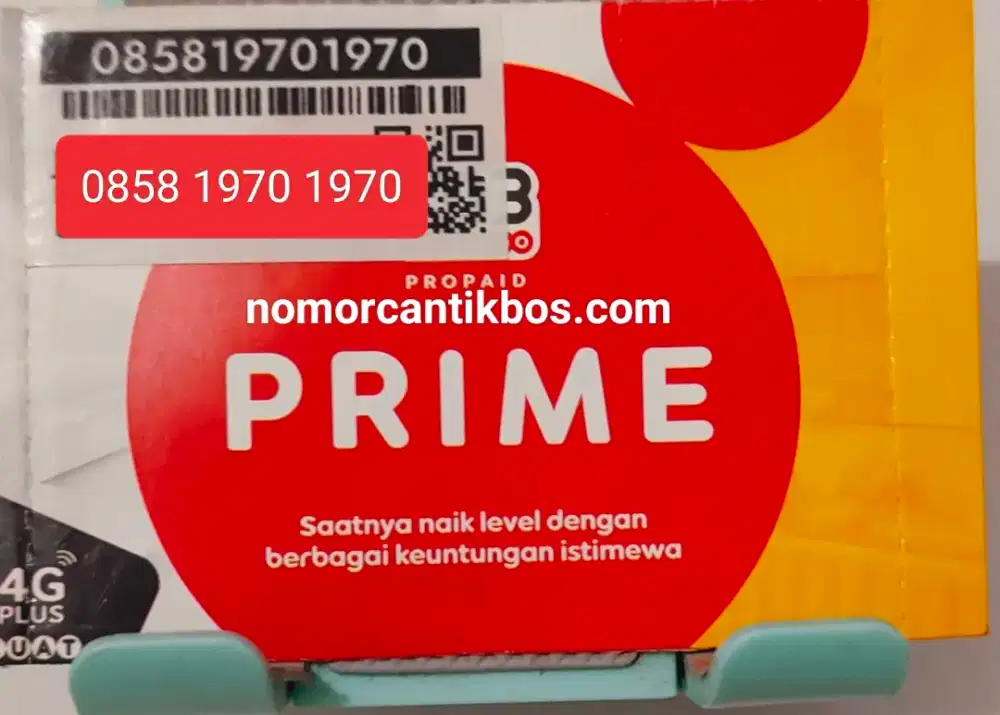 085819701970
0858 1970 1970
PROPAID
nomorcantikbos.com
PRIME
Saatnya naik level dengan
berbagai keuntungan istimewa
4G
PLUS